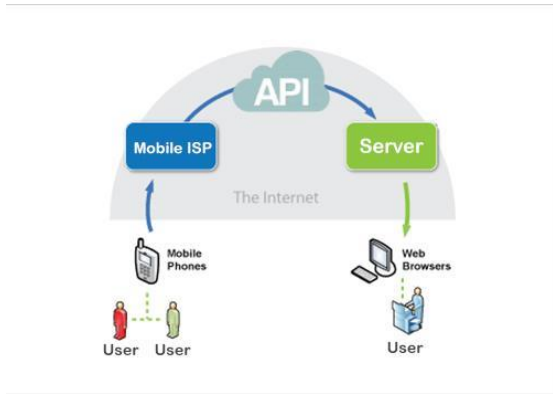 API
Mobile ISP
Server
The Internet
Mobile
Phones
Web
Browsers
User
User
User